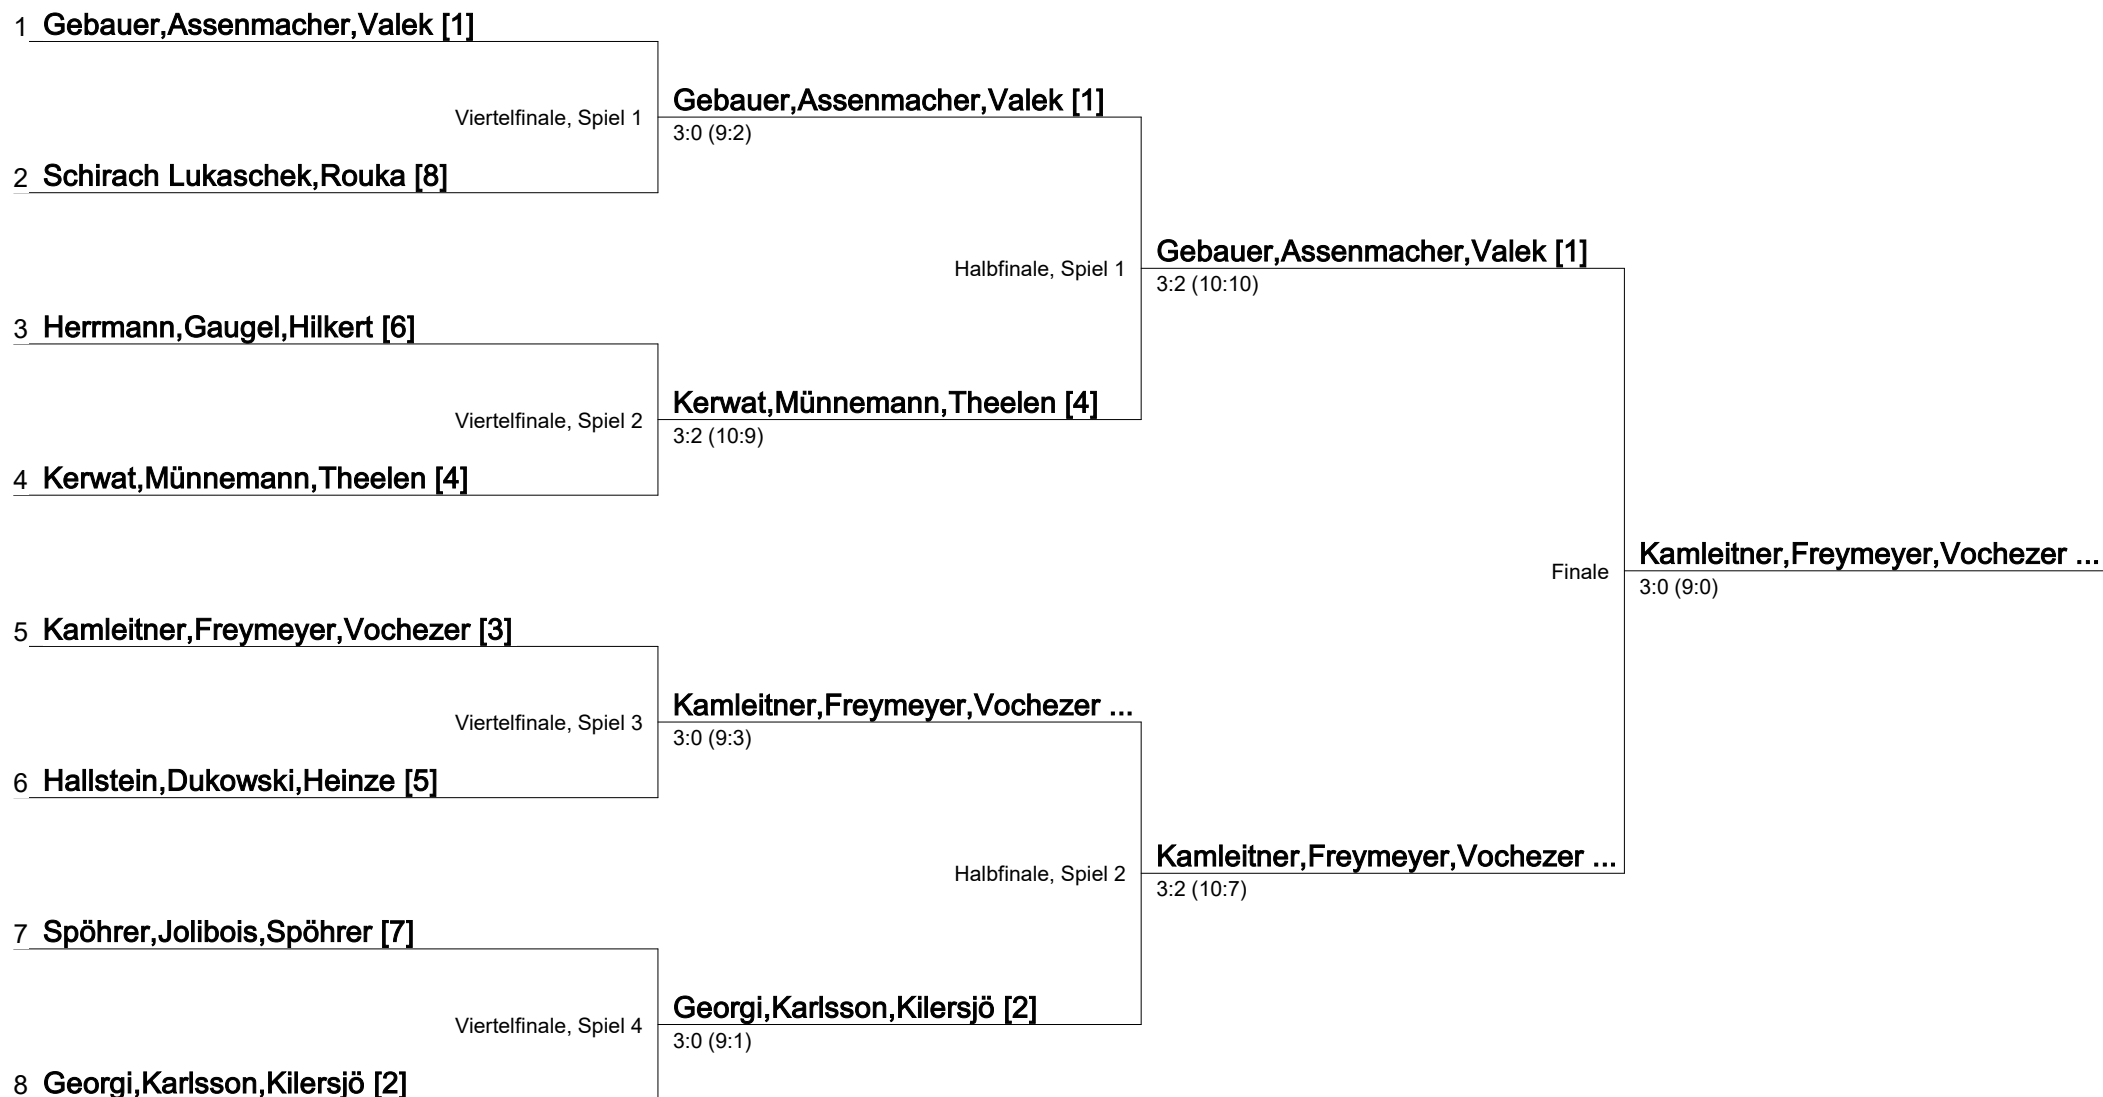 1 Gebauer,Assenmacher,Valek [1]
Viertelfinale, Spiel 1
Gebauer,Assenmacher,Valek [1]
3:0 (9:2)
2 Schirach Lukaschek,Rouka [8]
Halbfinale, Spiel 1
Gebauer,Assenmacher,Valek [1]
3:2 (10:10)
3 Herrmann,Gaugel,Hilkert [6]
Viertelfinale, Spiel 2
Kerwat,Münnemann,Theelen [4]
3:2 (10:9)
4 Kerwat,Münnemann,Theelen [4]
Finale
Kamleitner,Freymeyer,Vochezer ...
3:0 (9:0)
5 Kamleitner,Freymeyer,Vochezer [3]
Viertelfinale, Spiel 3
Kamleitner,Freymeyer,Vochezer ...
3:0 (9:3)
6 Hallstein,Dukowski,Heinze [5]
Halbfinale, Spiel 2
Kamleitner,Freymeyer,Vochezer ...
3:2 (10:7)
7 Spöhrer,Jolibois,Spöhrer [7]
Viertelfinale, Spiel 4
Georgi,Karlsson,Kilersjö [2]
3:0 (9:1)
8 Georgi,Karlsson,Kilersjö [2]